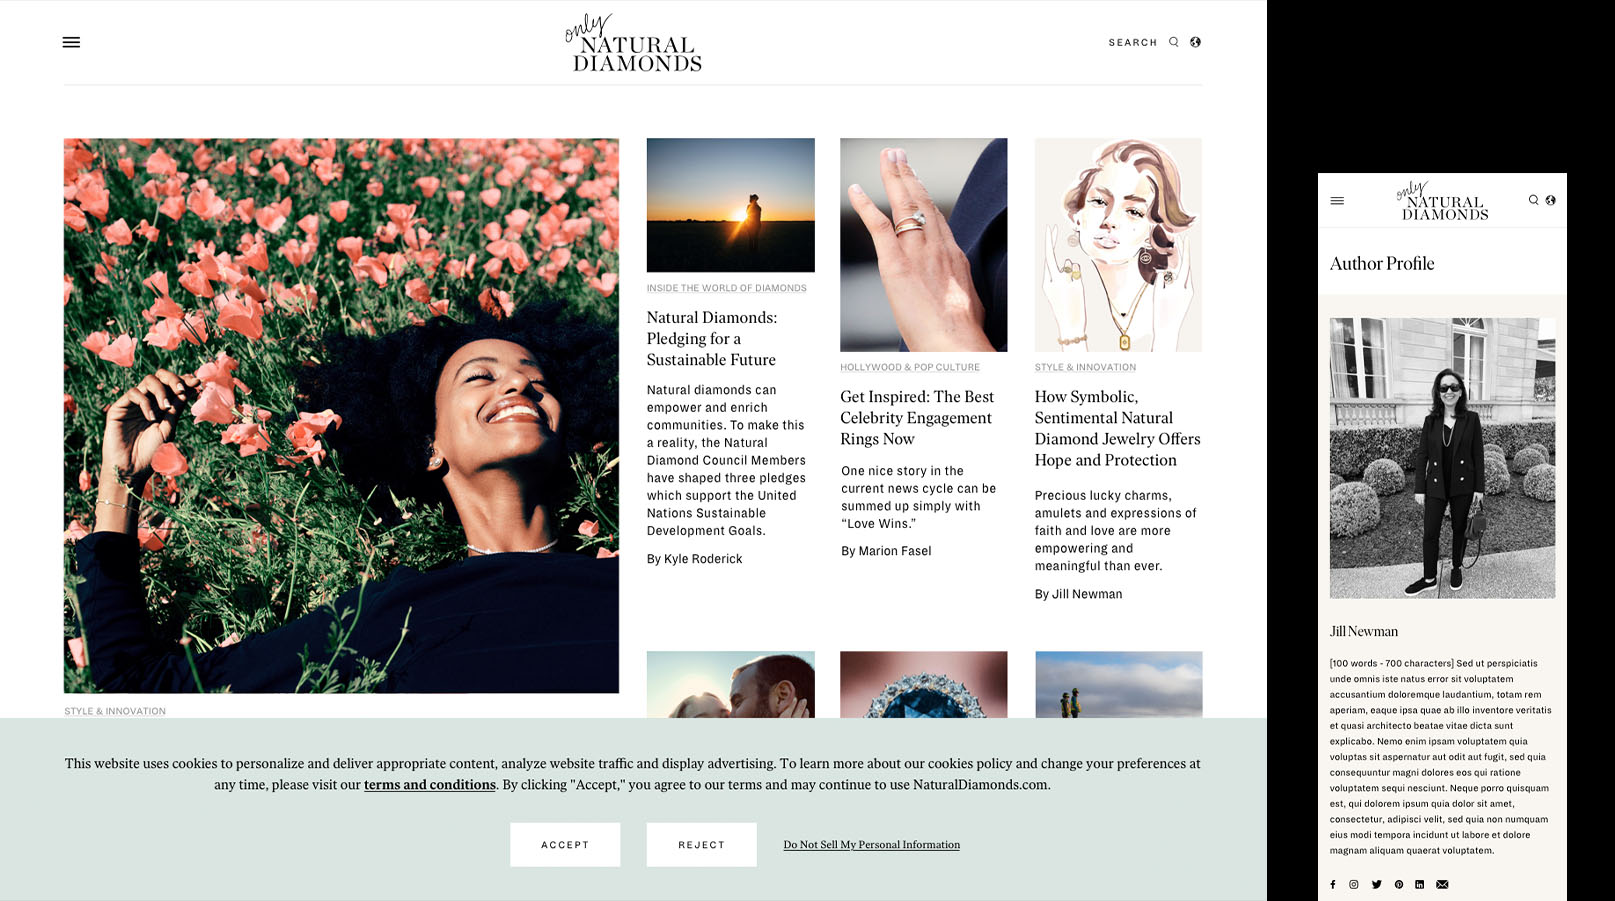 only
NATURAL
DIAMONDS
SEARCH
INSIDE THE WORLD OF DIAMONDS
Natural Diamonds:
Pledging for a
Sustainable Future
Natural diamonds can
empower and enrich
communities. To make this
a reality, the Natural
Diamond Council Members
have shaped three pledges
which support the United
Nations Sustainable
Development Goals.
By Kyle Roderick
HOLLYWOOD & POP CULTURE
Get Inspired: The Best
Celebrity Engagement
Rings Now
One nice story in the
current news cycle can be
summed up simply with
“Love Wins.”
By Marion Fasel
STYLE & INNOVATION
How Symbolic,
Sentimental Natural
Diamond Jewelry Offers
Hope and Protection
Precious lucky charms,
amulets and expressions of
faith and love are more
empowering and
meaningful than ever.
By Jill Newman
STYLE & INNOVATION
This website uses cookies to personalize and deliver appropriate content, analyze website traffic and display advertising. To learn more about our cookies policy and change your preferences at
any time, please visit our terms and conditions. By clicking "Accept," you agree to our terms and may continue to use NaturalDiamonds.com.
ACCEPT
REJECT
Do Not Sell My Personal Information
only
NATURAL
DIAMONDS
Author Profile
Jill Newman
[100 words - 700 characters] Sed ut perspiciatis
unde omnis iste natus error sit voluptatem
accusantium doloremque laudantium, totam rem
aperiam, eaque ipsa quae ab illo inventore veritatis
et quasi architecto beatae vitae dicta sunt
explicabo. Nemo enim ipsam voluptatem quia
voluptas sit aspernatur aut odit aut fugit, sed quia
consequuntur magni dolores eos qui ratione
voluptatem sequi nesciunt. Neque porro quisquam
est, qui dolorem ipsum quia dolor sit amet,
consectetur, adipisci velit, sed quia non numquam
eius modi tempora incidunt ut labore et dolore
magnam aliquam quaerat voluptatem.